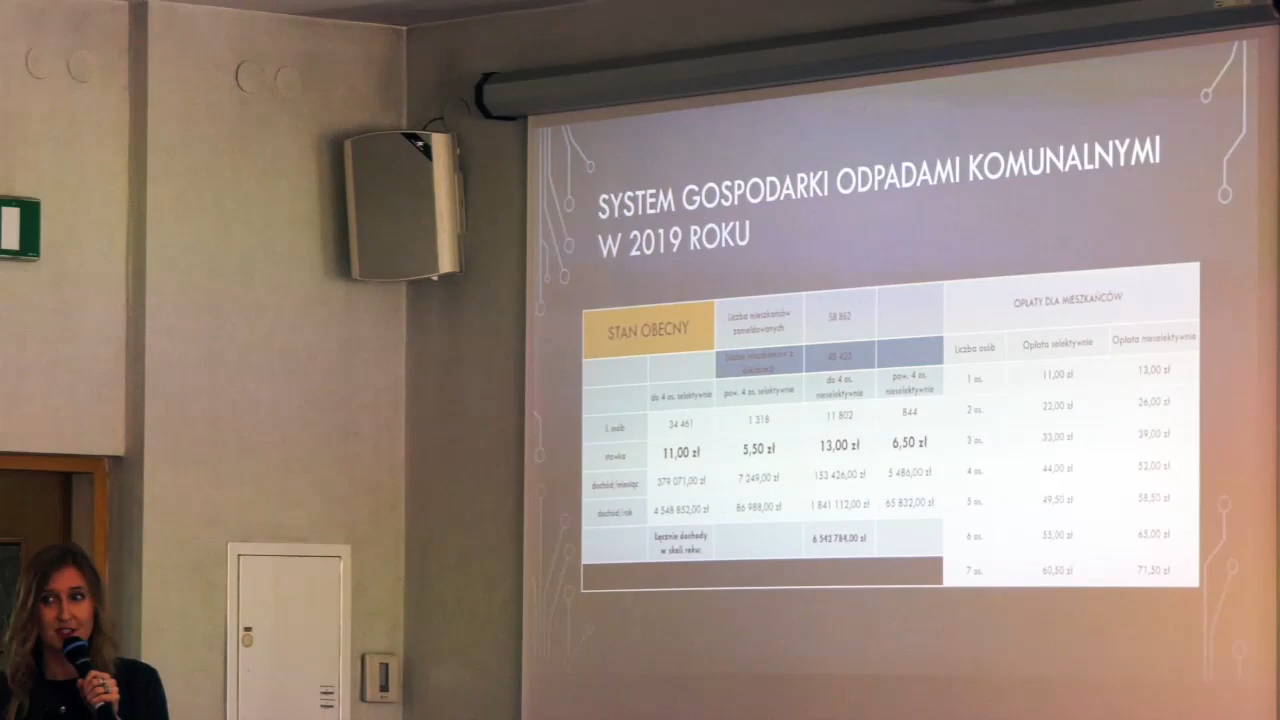 SYSTEM GOSPODARKI ODPADAMI KOMUNALNYMI
W 2019 ROKU
STAN OBECNY
Liczba mieszkańców
zameldowanych
58 862
OPŁATY DLA MIESZKAŃCÓW
Liczba mieszkańców z
deklaracji
48 425
Liczba osób
Opłata selektywnie
Opłata nieselektywnie
do 4 os. selektywnie
pow. 4 os. selektywnie
do 4 os.
nieselektywnie
pow. 4 os.
nieselektywnie
1 os.
11,00 zł
13,00 zł
l. osób
34 461
1 318
11 802
844
2 os.
22,00 zł
26,00 zł
stawka
11,00 zł
5,50 zł
13,00 zł
6,50 zł
3 os.
33,00 zł
39,00 zł
dochód/miesiąc
379 071,00 zł
7 249,00 zł
153 426,00 zł
5 486,00 zł
4 os.
44,00 zł
52,00 zł
dochód/rok
4 548 852,00 zł
86 988,00 zł
1 841 112,00 zł
65 832,00 zł
5 os.
49,50 zł
58,50 zł
Łącznie dochody
w skali roku:
6 542 784,00 zł
6 os.
55,00 zł
65,00 zł
7 os.
60,50 zł
71,50 zł